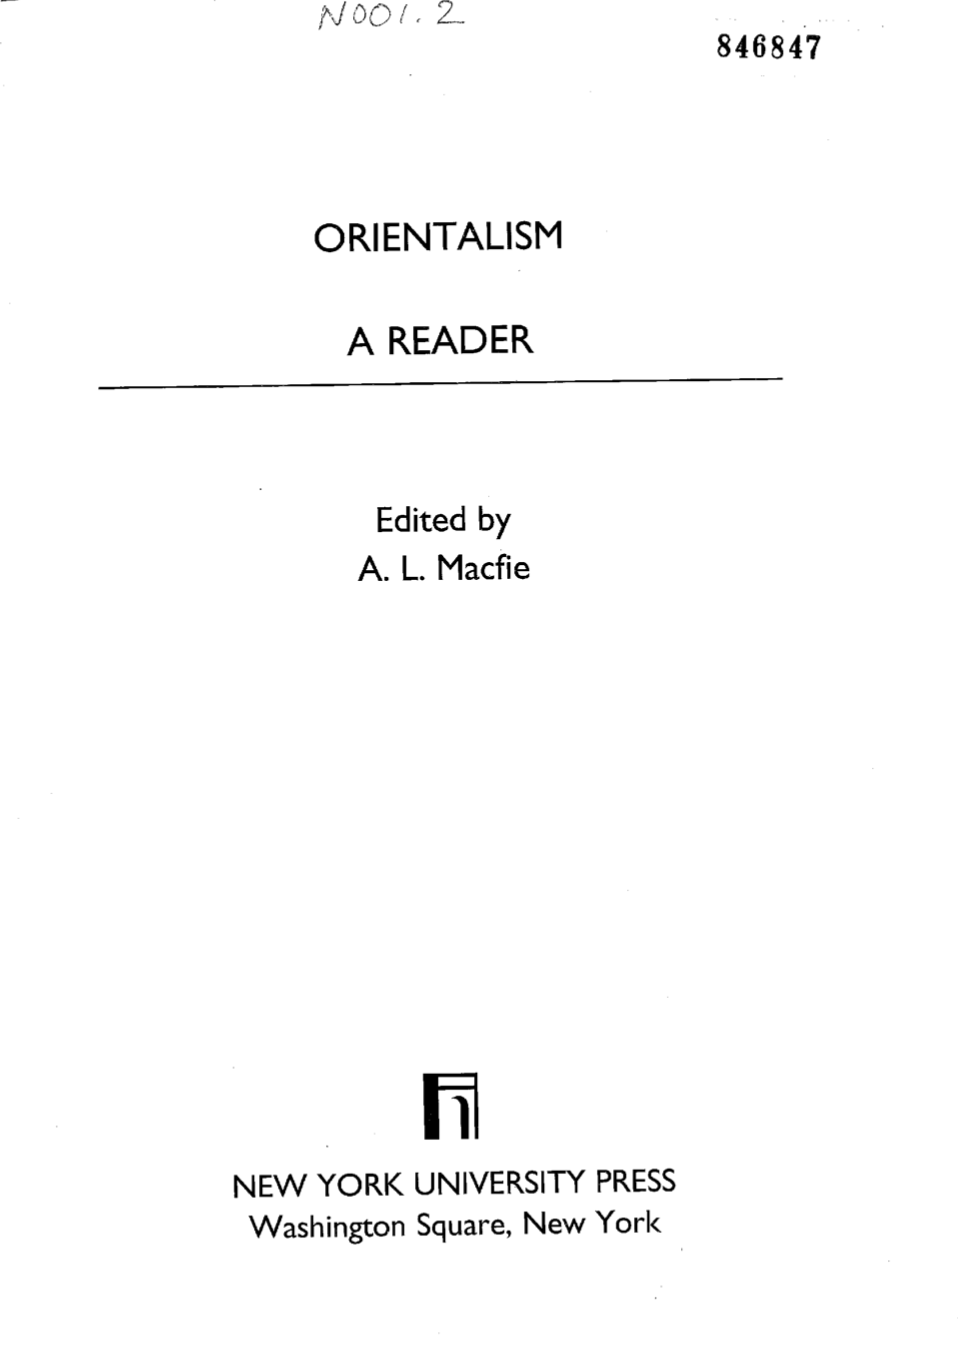 N001.2
846847
ORIENTALISM
A READER
Edited by
A. L. Macfie
NEW YORK UNIVERSITY PRESS
Washington Square, New York